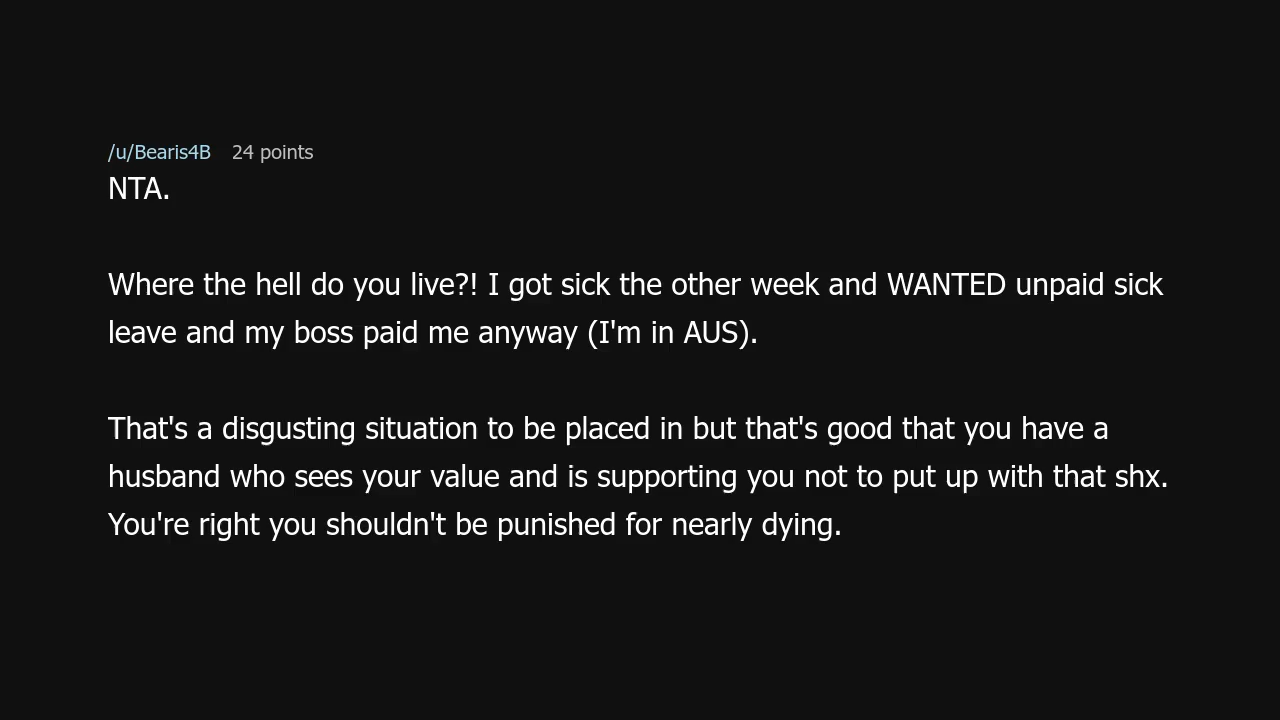 /u/Bearis4B 24 points
NTA.
Where the hell do you live?! I got sick the other week and WANTED unpaid sick
leave and my boss paid me anyway (I'm in AUS).
That's a disgusting situation to be placed in but that's good that you have a
husband who sees your value and is supporting you not to put up with that shx.
You're right you shouldn't be punished for nearly dying.